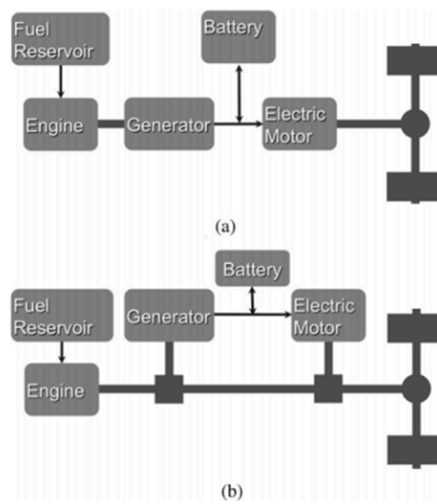 Fuel
Reservoir
Battery
Engine
Generator
Electric
Motor
(a)
Battery
Fuel
Reservoir
Generator
Electric
Motor
Engine
(b)